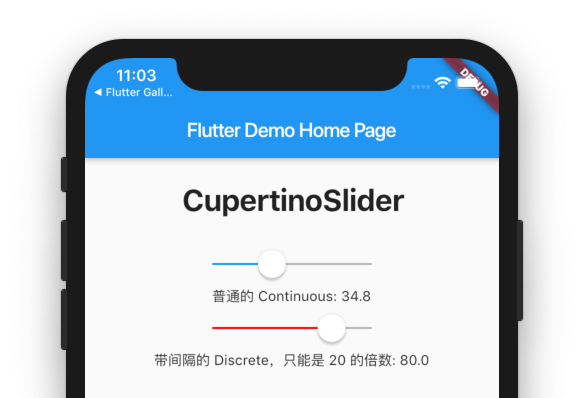 11:03
DEBUG
◀ Flutter Gall...
Flutter Demo Home Page
CupertinoSlider
普通的 Continuous: 34.8
带间隔的 Discrete，只能是 20 的倍数: 80.0